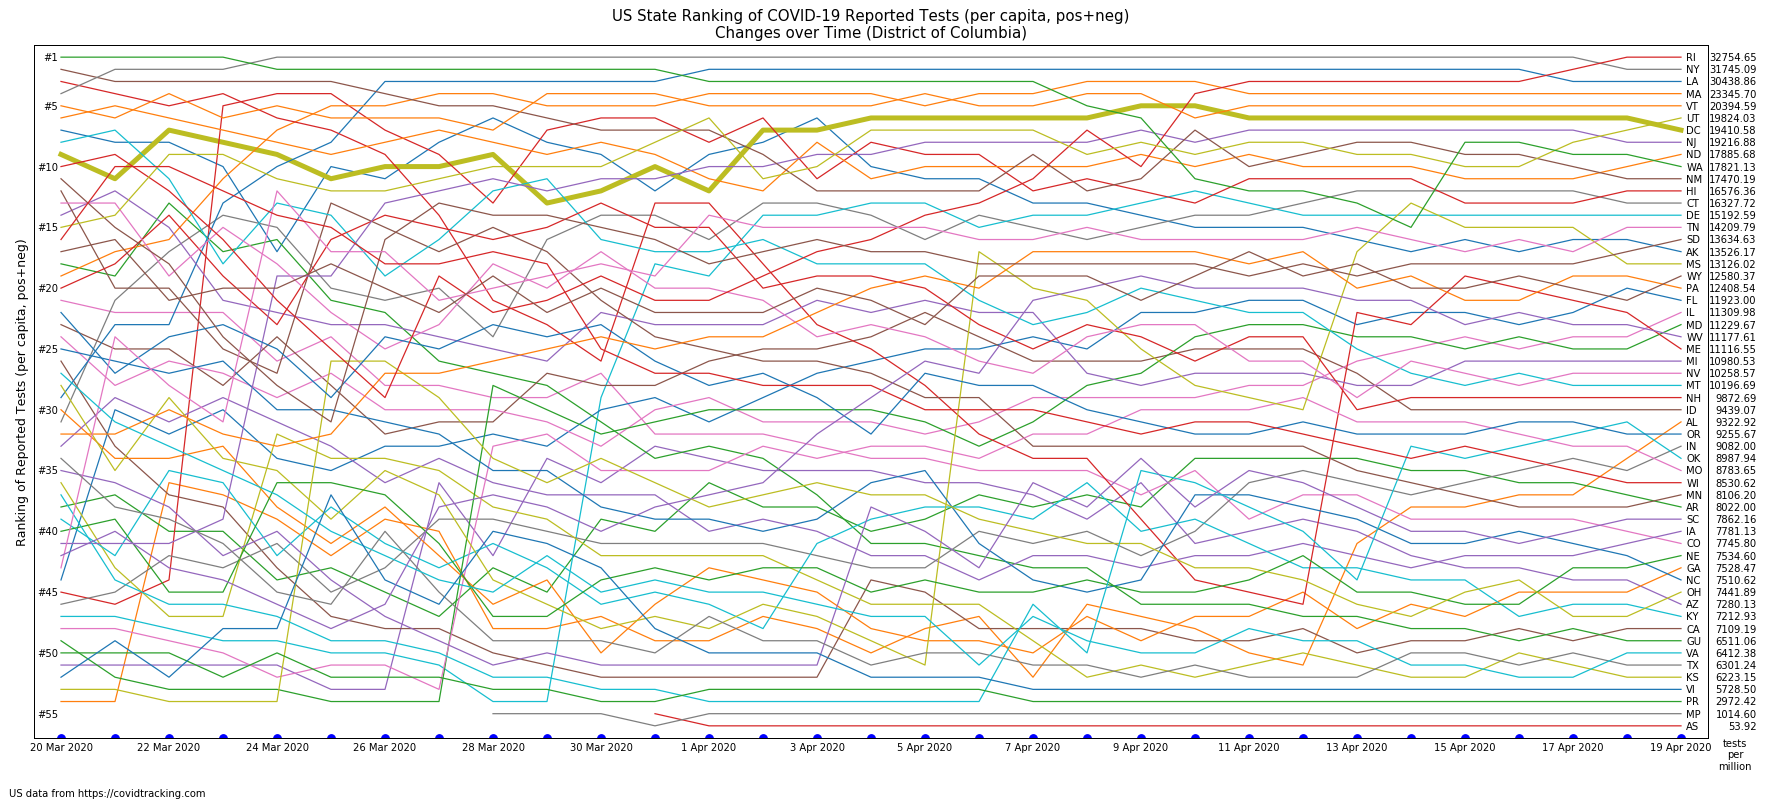 US State Ranking of COVID-19 Reported Tests (per capita, pos+neg)
Changes over Time (District of Columbia)
Ranking of Reported Tests (per capita, pos+neg)
#1
#5
#10
#15
#20
#25
#30
#35
#40
#45
#50
#55
RI 32754.65
NY 31745.09
LA 30438.86
MA 23345.70
VT 20394.59
UT 19824.03
DC 19410.58
NJ 19216.88
ND 17885.68
WA 17821.13
NM 17470.19
HI 16576.36
CT 16327.72
DE 15192.59
TN 14209.79
SD 13634.63
AK 13526.17
MS 13126.02
WY 12580.37
PA 12408.54
FL 11923.00
IL 11309.98
MD 11229.67
WV 11177.61
ME 11116.55
MI 10980.53
NV 10258.57
MT 10196.69
NH 9872.69
ID 9439.07
AL 9322.92
OR 9255.67
IN 9082.00
OK 8987.94
MO 8783.65
WI 8530.62
MN 8106.20
AR 8022.00
SC 7862.16
IA 7781.13
CO 7745.80
NE 7534.60
GA 7528.47
NC 7510.62
OH 7441.89
AZ 7280.13
KY 7212.93
CA 7109.19
GU 6511.06
VA 6412.38
TX 6301.24
KS 6223.15
VI 5728.50
PR 2972.42
MP 1014.60
AS 53.92
20 Mar 2020 22 Mar 2020 24 Mar 2020 26 Mar 2020 28 Mar 2020 30 Mar 2020 1 Apr 2020 3 Apr 2020 5 Apr 2020 7 Apr 2020 9 Apr 2020 11 Apr 2020 13 Apr 2020 15 Apr 2020 17 Apr 2020 19 Apr 2020
tests
per
million
US data from https://covidtracking.com